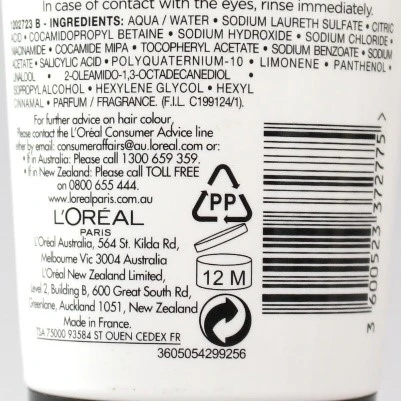 In case of contact with the eyes, rinse immediately.
1202723 B - INGREDIENTS: AQUA / WATER • SODIUM LAURETH SULFATE • CITRIC
ACID • COCAMIDOPROPYL BETAINE • SODIUM HYDROXIDE • SODIUM CHLORIDE •
NIACINAMIDE • COCAMIDE MIPA • TOCOPHERYL ACETATE • SODIUM BENZOATE • SODIUM
ACETATE • SALICYLIC ACID • POLYQUATERNIUM-10 • LIMONENE • PANTHENOL •
LINALOOL • 2-OLEAMIDO-1,3-OCTADECANEDIOL •
ISOPROPYL ALCOHOL • HEXYLENE GLYCOL • HEXYL
CINNAMAL • PARFUM / FRAGRANCE. (F.I.L. C199124/1).
For further advice on hair colour,
Please contact the L'Oréal Consumer Advice line
either by email: consumeraffairs@au.loreal.com or:
• If in Australia: Please call 1300 659 359.
• If in New Zealand: Please call TOLL FREE
on 0800 655 444.
www.lorealparis.com.au
L'ORÉAL
PARIS
L'Oréal Australia, 564 St. Kilda Rd,
Melbourne Vic 3004 Australia
L'Oréal New Zealand Limited,
Level 2, Building B, 600 Great South Rd,
Greenlane, Auckland 1051, New Zealand
Made in France.
TSA 75000 93584 ST OUEN CEDEX FR
PP
12 M
3605054299256
3 600523 372775 >